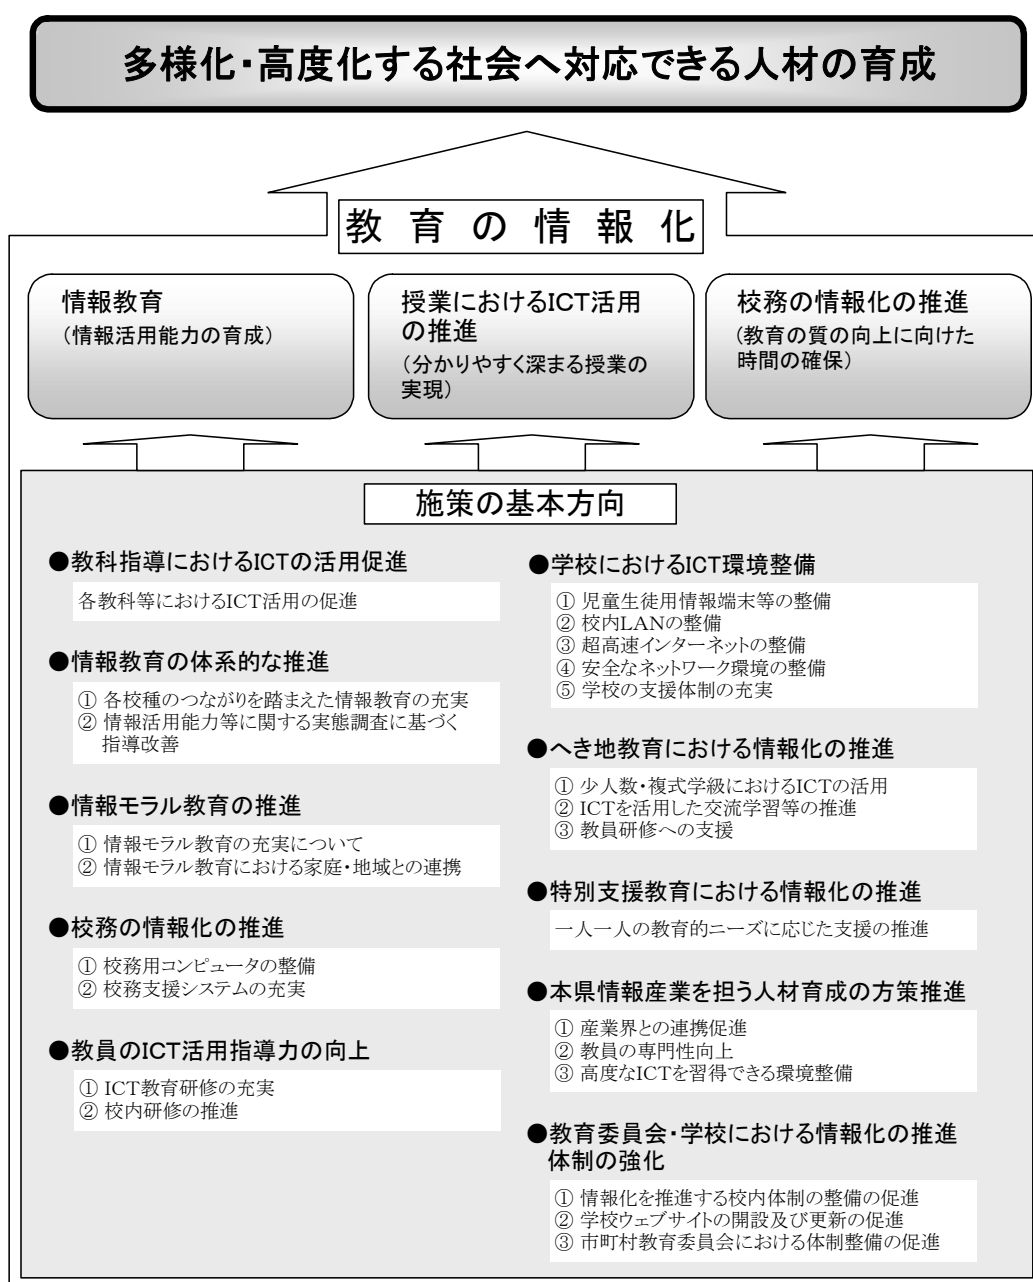 多様化・高度化する社会へ対応できる人材の育成
教育の情報化
情報教育
（情報活用能力の育成）
授業におけるICT活用
の推進
（分かりやすく深まる授業の
実現）
校務の情報化の推進
（教育の質の向上に向けた
時間の確保）
施策の基本方向
●教科指導におけるICTの活用促進
各教科等におけるICT活用の促進
●情報教育の体系的な推進
① 各校種のつながりを踏まえた情報教育の充実
② 情報活用能力等に関する実態調査に基づく
指導改善
●情報モラル教育の推進
① 情報モラル教育の充実について
② 情報モラル教育における家庭・地域との連携
●校務の情報化の推進
① 校務用コンピュータの整備
② 校務支援システムの充実
●教員のICT活用指導力の向上
① ICT教育研修の充実
② 校内研修の推進
●学校におけるICT環境整備
① 児童生徒用情報端末等の整備
② 校内LANの整備
③ 超高速インターネットの整備
④ 安全なネットワーク環境の整備
⑤ 学校の支援体制の充実
●へき地教育における情報化の推進
① 少人数・複式学級におけるICTの活用
② ICTを活用した交流学習等の推進
③ 教員研修への支援
●特別支援教育における情報化の推進
一人一人の教育的ニーズに応じた支援の推進
●本県情報産業を担う人材育成の方策推進
① 産業界との連携促進
② 教員の専門性向上
③ 高度なICTを習得できる環境整備
●教育委員会・学校における情報化の推進
体制の強化
① 情報化を推進する校内体制の整備の促進
② 学校ウェブサイトの開設及び更新の促進
③ 市町村教育委員会における体制整備の促進